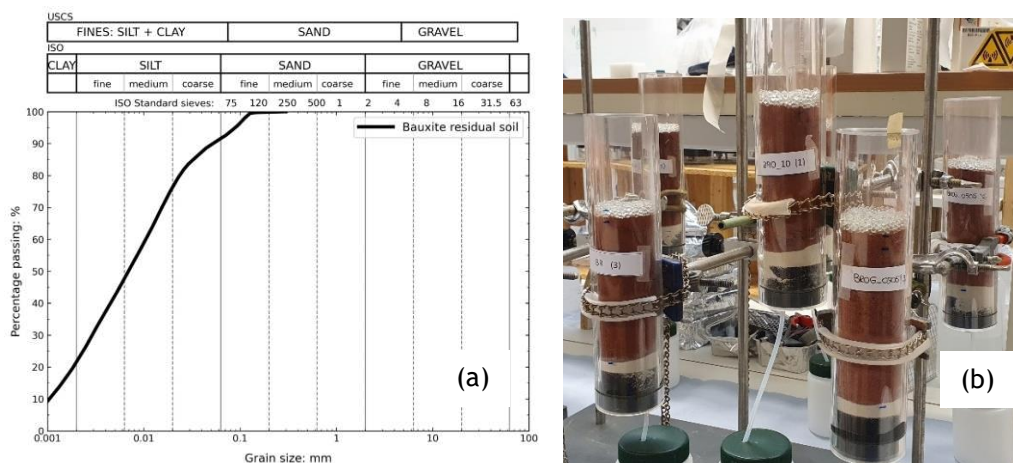 USCS
FINES: SILT + CLAY SAND GRAVEL
ISO
CLAY SILT SAND GRAVEL
fine medium coarse fine medium coarse fine medium coarse
ISO Standard sieves: 75 120 250 500 1 2 4 8 16 31.5 63
100
90
80
70
60
50
40
30
20
10
0
Percentage passing: %
Bauxite residual soil
(a)
0.001 0.01 0.1 1 10 100
Grain size: mm
BR (3)
(b)